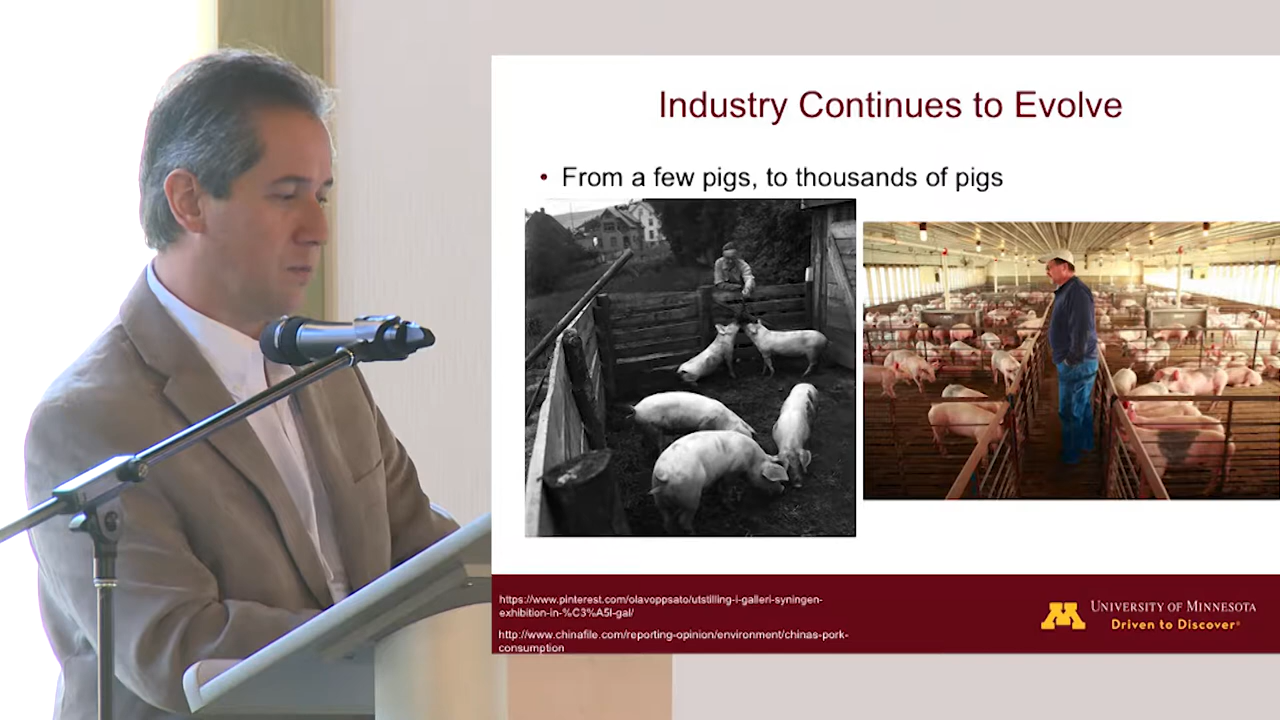 Industry Continues to Evolve
• From a few pigs, to thousands of pigs
https://www.pinterest.com/olavoppsato/utstilling-i-galleri-syningen-
exhibition-in-%C3%A5l-gal/
http://www.chinafile.com/reporting-opinion/environment/chinas-pork-
consumption
UNIVERSITY OF MINNESOTA
Driven to Discover®